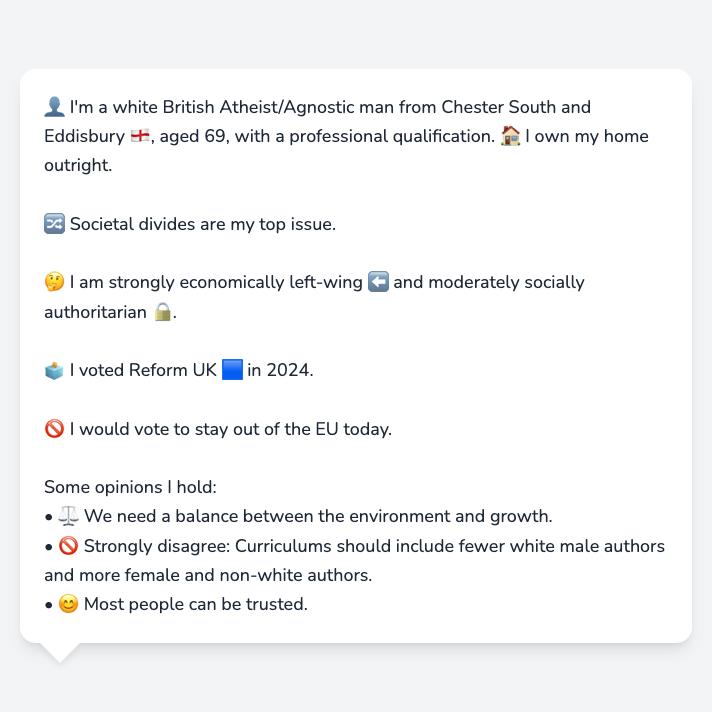 👤 I'm a white British Atheist/Agnostic man from Chester South and
Eddisbury 🏴󠁧󠁢󠁥󠁮󠁧󠁿, aged 69, with a professional qualification. 🏠 I own my home
outright.
🔀 Societal divides are my top issue.
🤔 I am strongly economically left-wing ⬅️ and moderately socially
authoritarian 🔒.
🗳️ I voted Reform UK 🟦 in 2024.
🚫 I would vote to stay out of the EU today.
Some opinions I hold:
• ⚖️ We need a balance between the environment and growth.
• 🚫 Strongly disagree: Curriculums should include fewer white male authors
and more female and non-white authors.
• 😊 Most people can be trusted.